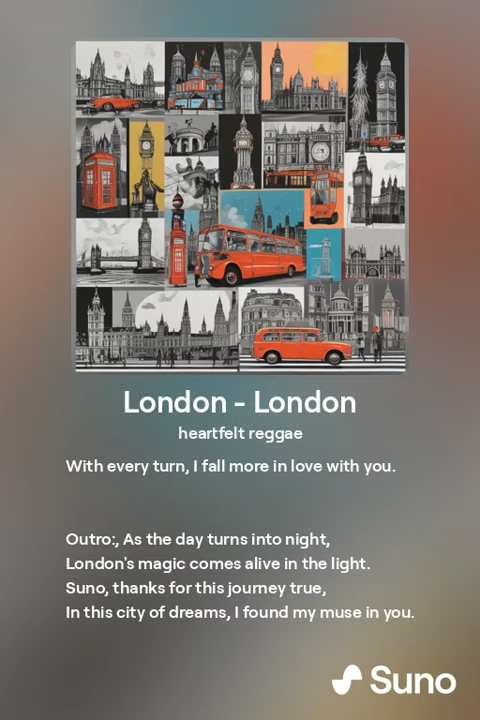 London - London
heartfelt reggae
With every turn, I fall more in love with you.
Outro:, As the day turns into night,
London's magic comes alive in the light.
Suno, thanks for this journey true,
In this city of dreams, I found my muse in you.
Suno